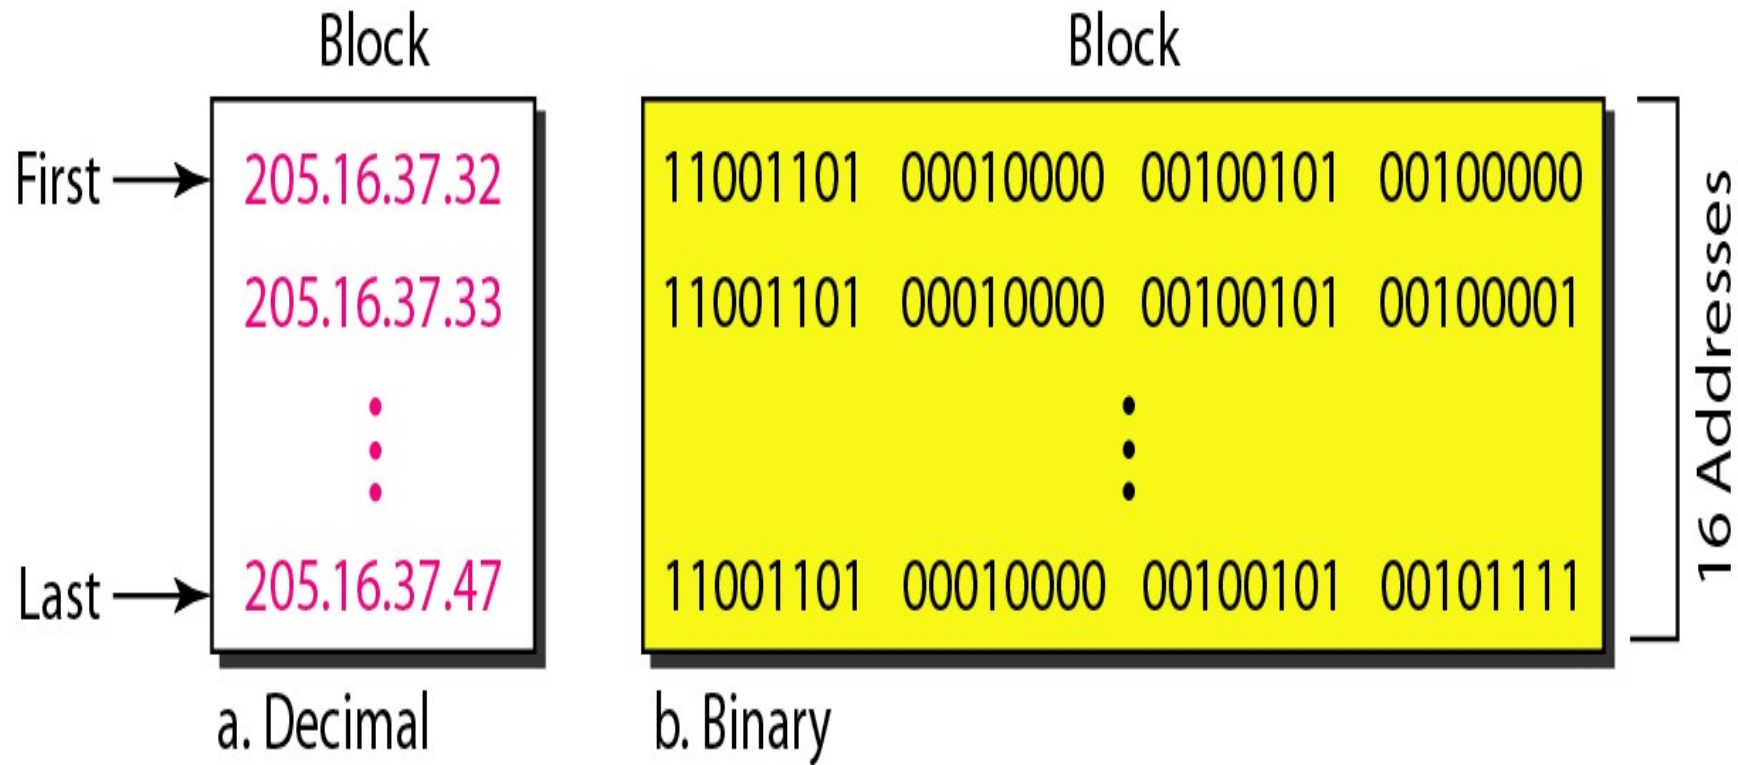 Block
Block
First
205.16.37.32
11001101 00010000 00100101 00100000
205.16.37.33
11001101 00010000 00100101 00100001
Last
205.16.37.47
11001101 00010000 00100101 00101111
16 Addresses
a. Decimal
b. Binary